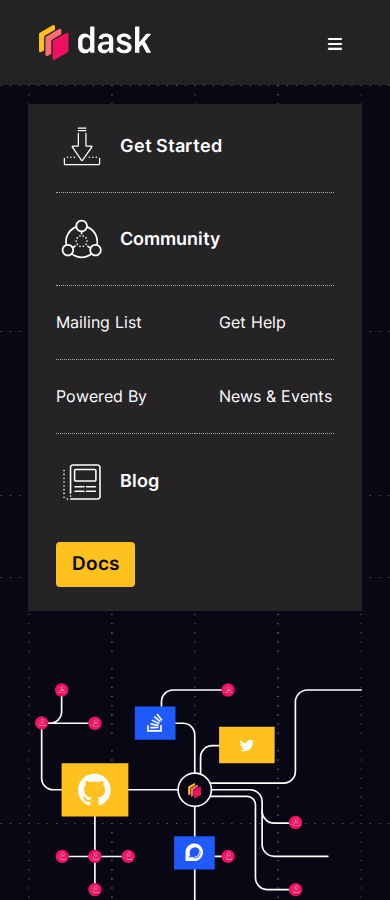 dask
Get Started
Community
Mailing List
Get Help
Powered By
News & Events
Blog
Docs